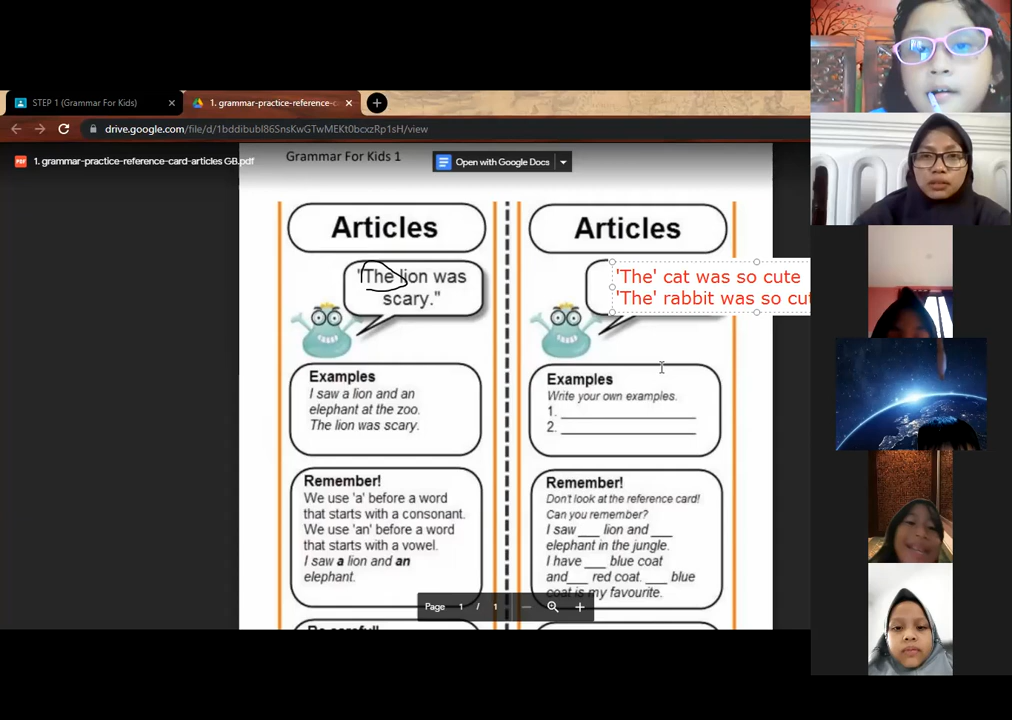 STEP 1 (Grammar For Kids)
1. grammar-practice-reference-c
drive.google.com/file/d/1bddibubl86SnsKwGTwMEKt0bcxzRp1sH/view
PDF 1. grammar-practice-reference-card-articles GB.pdf
Grammar For Kids 1
Open with Google Docs
Articles
"The lion was
scary."
Examples
I saw a lion and an
elephant at the zoo.
The lion was scary.
Remember!
We use 'a' before a word
that starts with a consonant.
We use 'an' before a word
that starts with a vowel.
I saw a lion and an
elephant.
Be careful!
Articles
'The' cat was so cute
'The' rabbit was so cut
Examples
Write your own examples.
1. ____________________
2. ____________________
Remember!
Don't look at the reference card!
Can you remember?
I saw ___ lion and ___
elephant in the jungle.
I have ___ blue coat
and ___ red coat. ___ blue
coat is my favourite.
Page 1 / 1